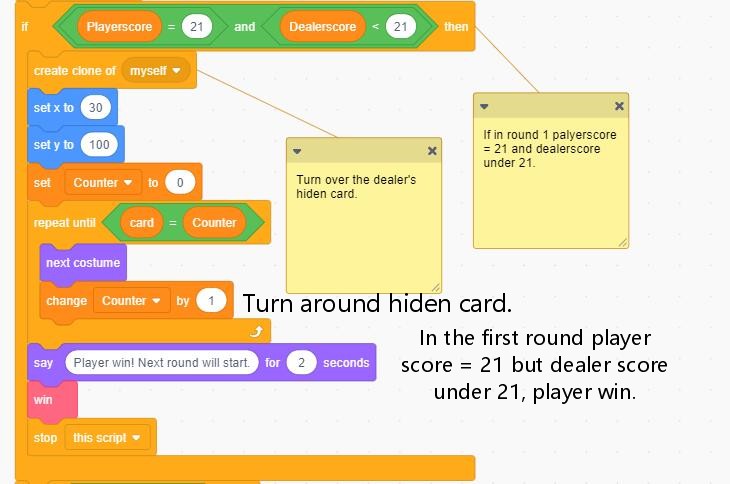 if Playerscore = 21 and Dealerscore < 21 then
create clone of myself
set x to 30
set y to 100
set Counter to 0
repeat until card = Counter
next costume
change Counter by 1
say Player win! Next round will start. for 2 seconds
win
stop this script
Turn over the dealer's
hiden card.
If in round 1 palyerscore
= 21 and dealerscore
under 21.
Turn around hiden card.
In the first round player
score = 21 but dealer score
under 21, player win.